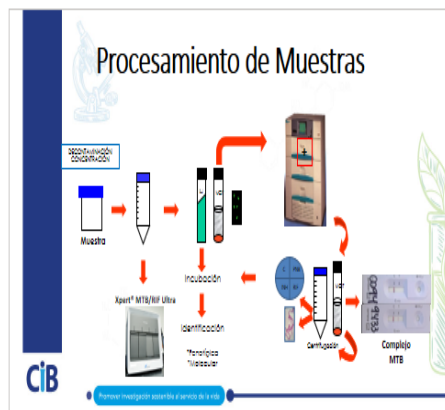 Procesamiento de Muestras
DECONTAMINACIÓN
CONCENTRACIÓN
Muestra
Xpert® MTB/RIF Ultra
Incubación
Identificación
*Fenotípica
*Molecular
Centrifugación
Complejo
MTB
CiB
Promover investigación sostenible al servicio de la vida